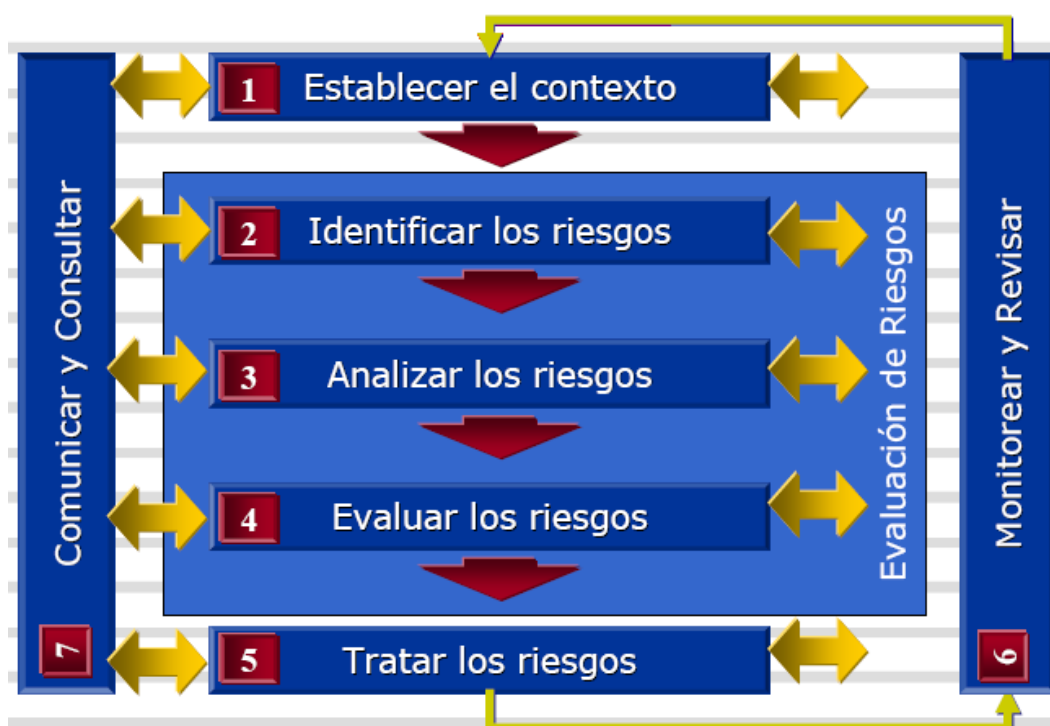 1 Establecer el contexto
2 Identificar los riesgos
3 Analizar los riesgos
4 Evaluar los riesgos
5 Tratar los riesgos
Evaluación de Riesgos
Monitorear y Revisar
6
Comunicar y Consultar
7